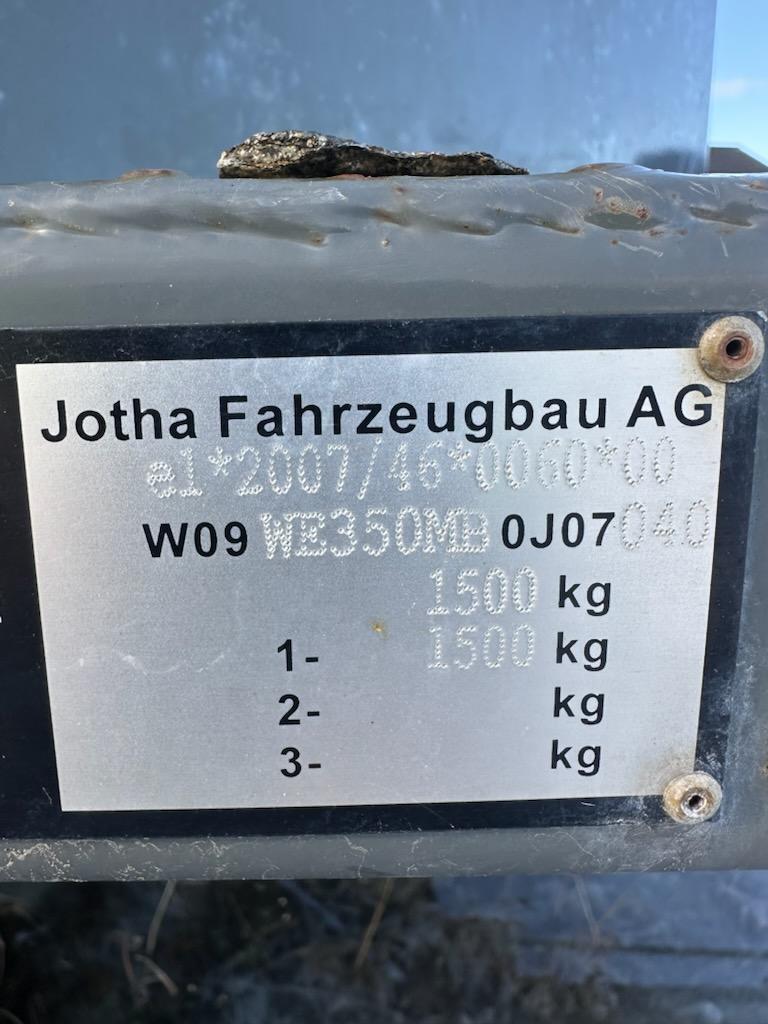 Jotha Fahrzeugbau AG
e1*2007/46*0060*00
W09 WE350MB 0J07040
1500 kg
1- 1500 kg
2- kg
3- kg